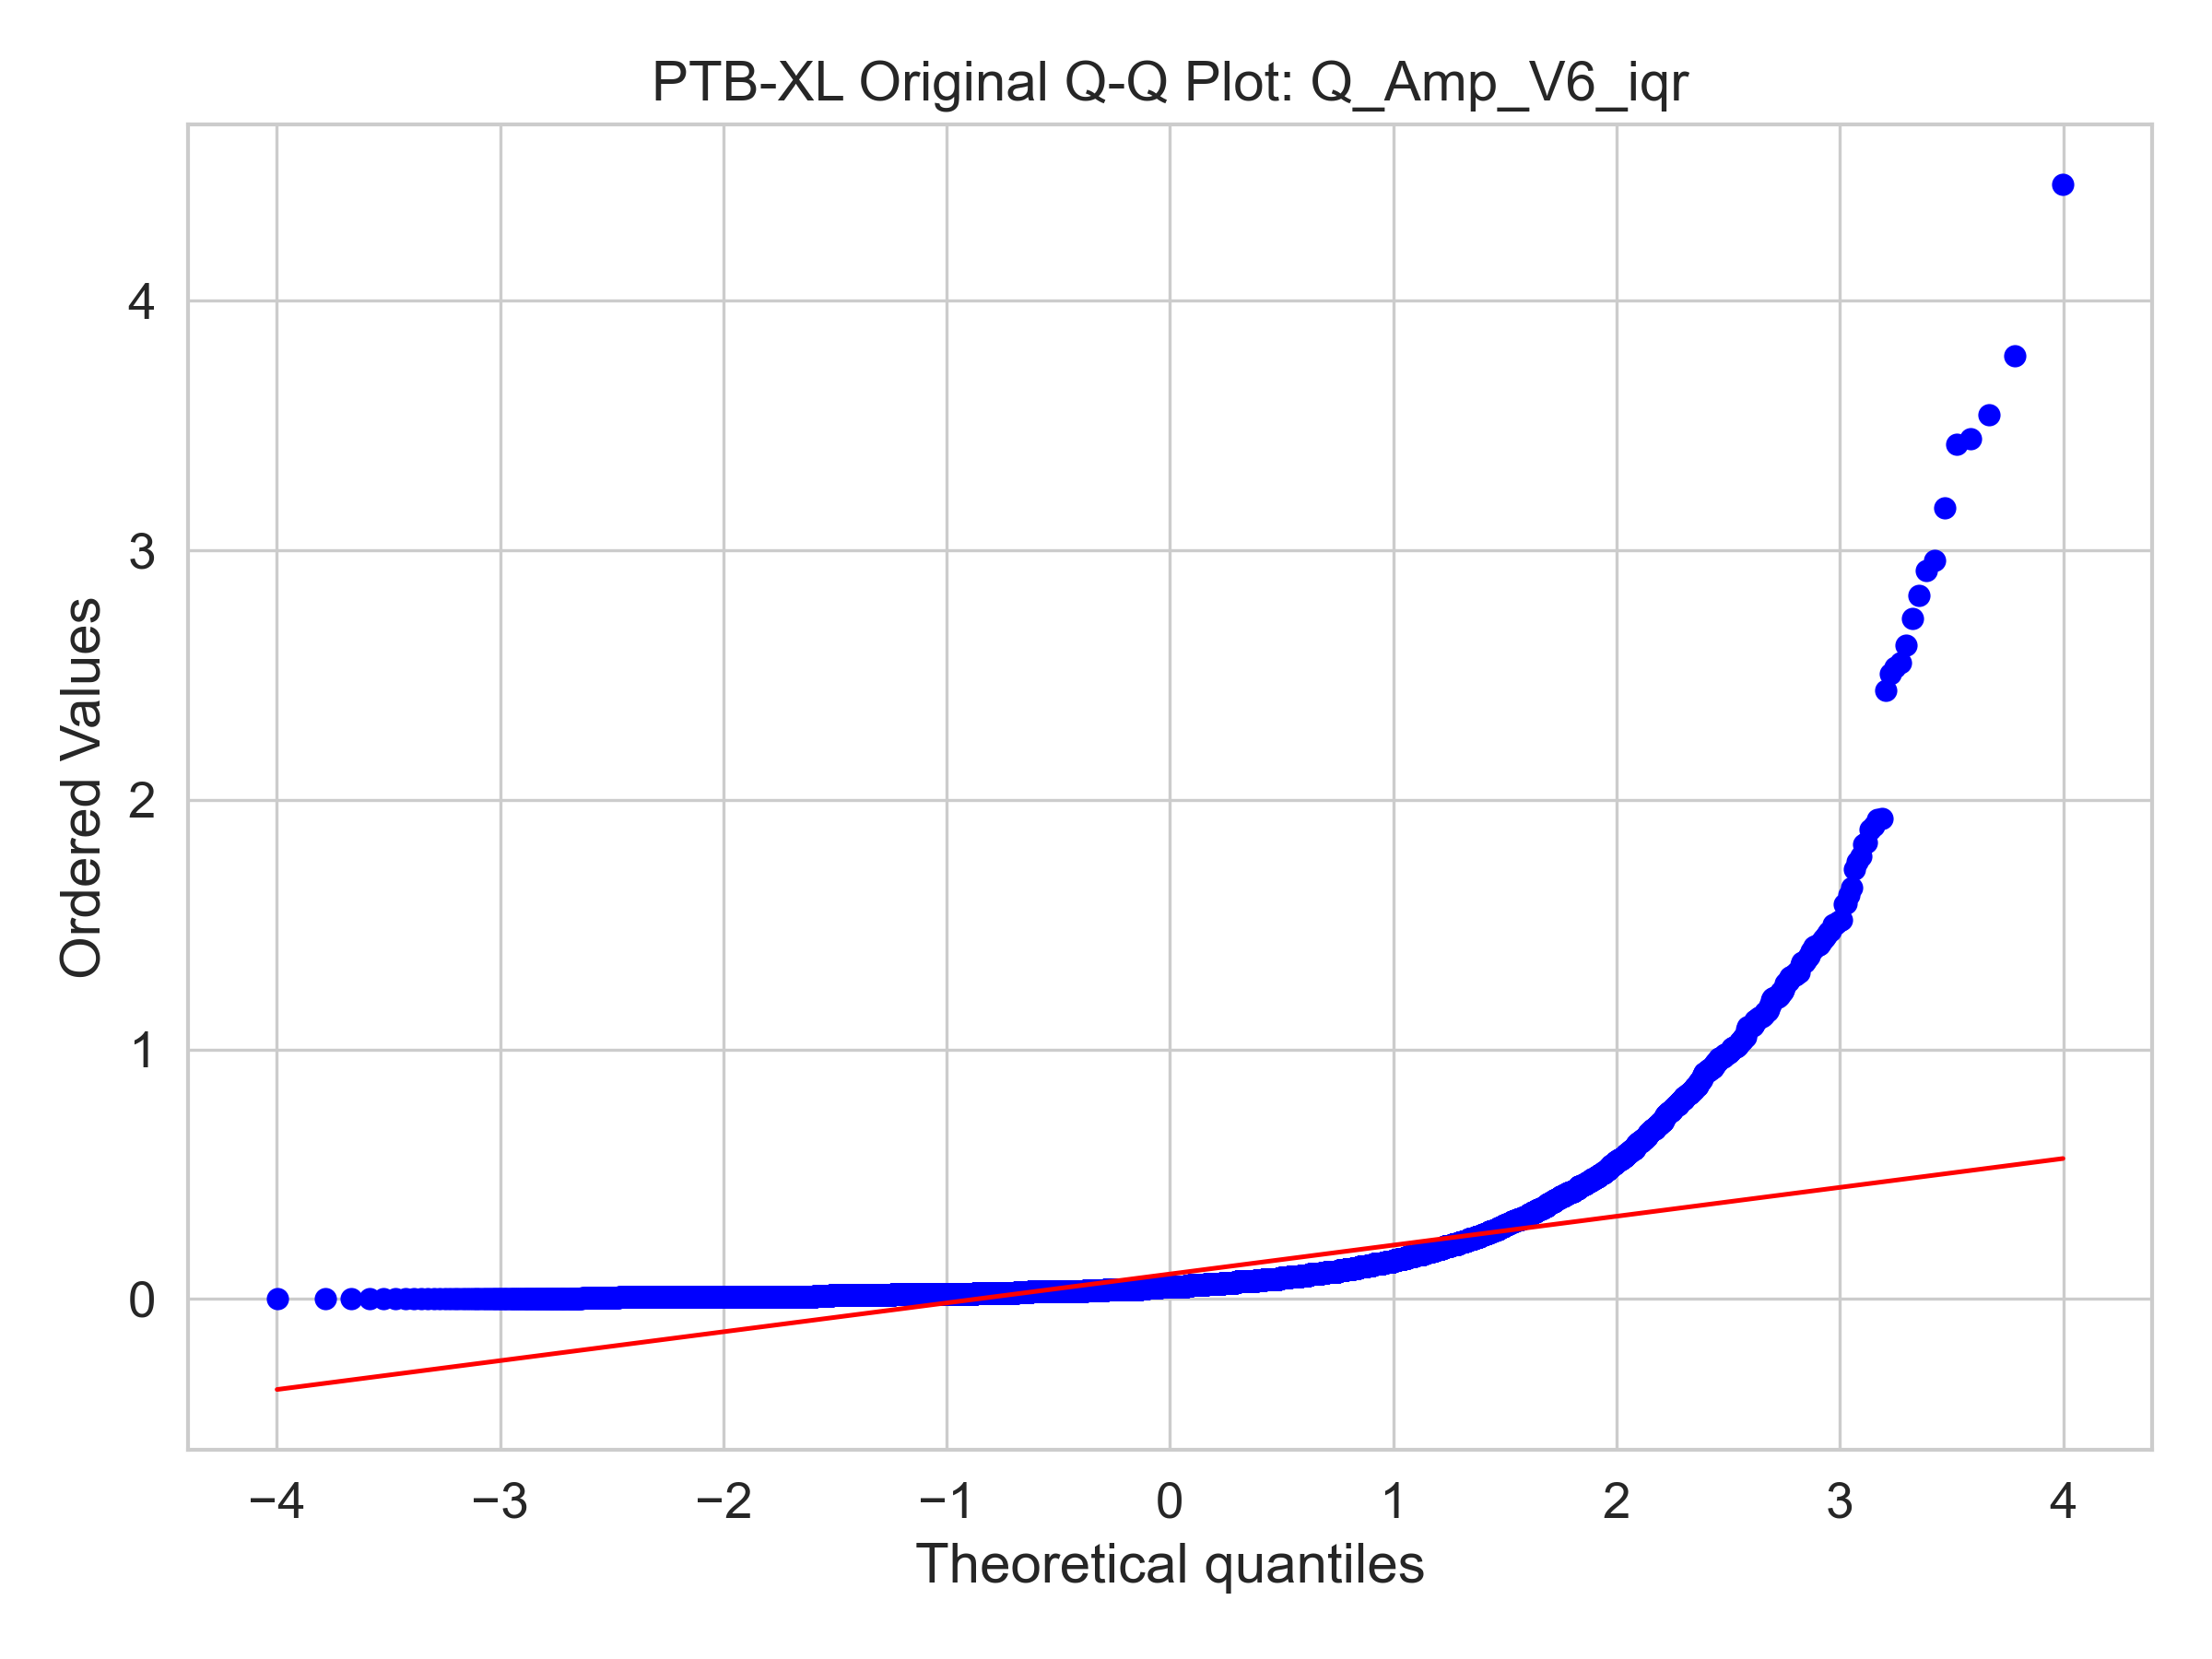 PTB-XL Original Q-Q Plot: Q_Amp_V6_iqr
Ordered Values
4
3
2
1
0
−4 −3 −2 −1 0 1 2 3 4
Theoretical quantiles